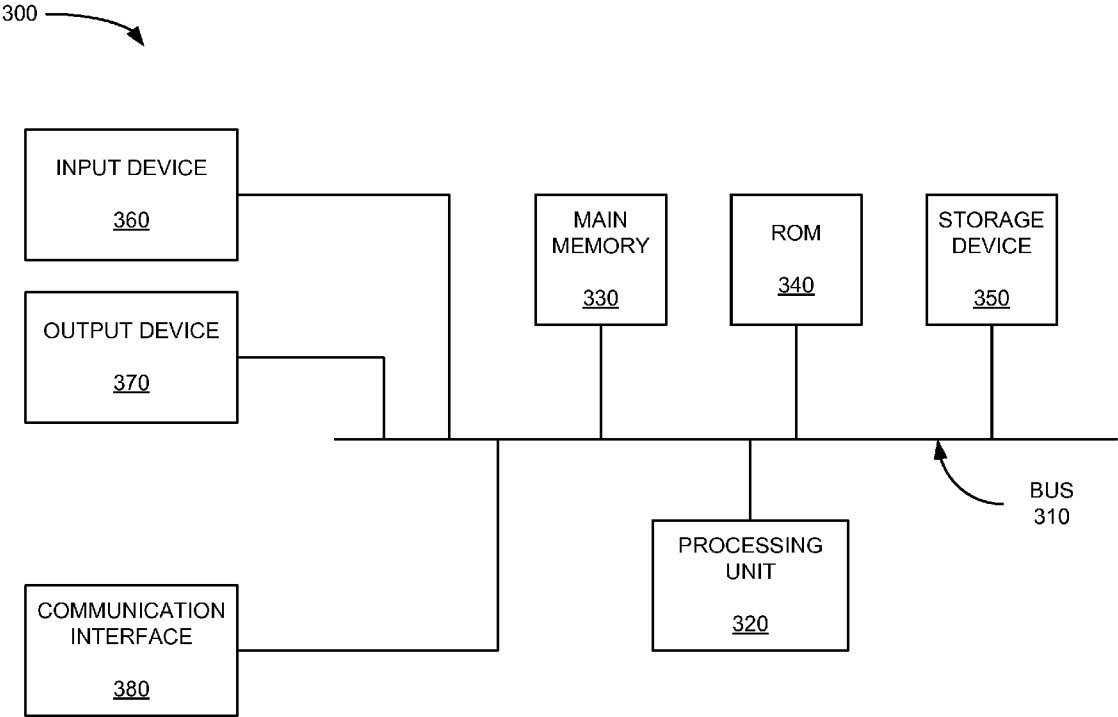 300
INPUT DEVICE
360
OUTPUT DEVICE
370
COMMUNICATION
INTERFACE
380
MAIN
MEMORY
330
ROM
340
STORAGE
DEVICE
350
PROCESSING
UNIT
320
BUS
310